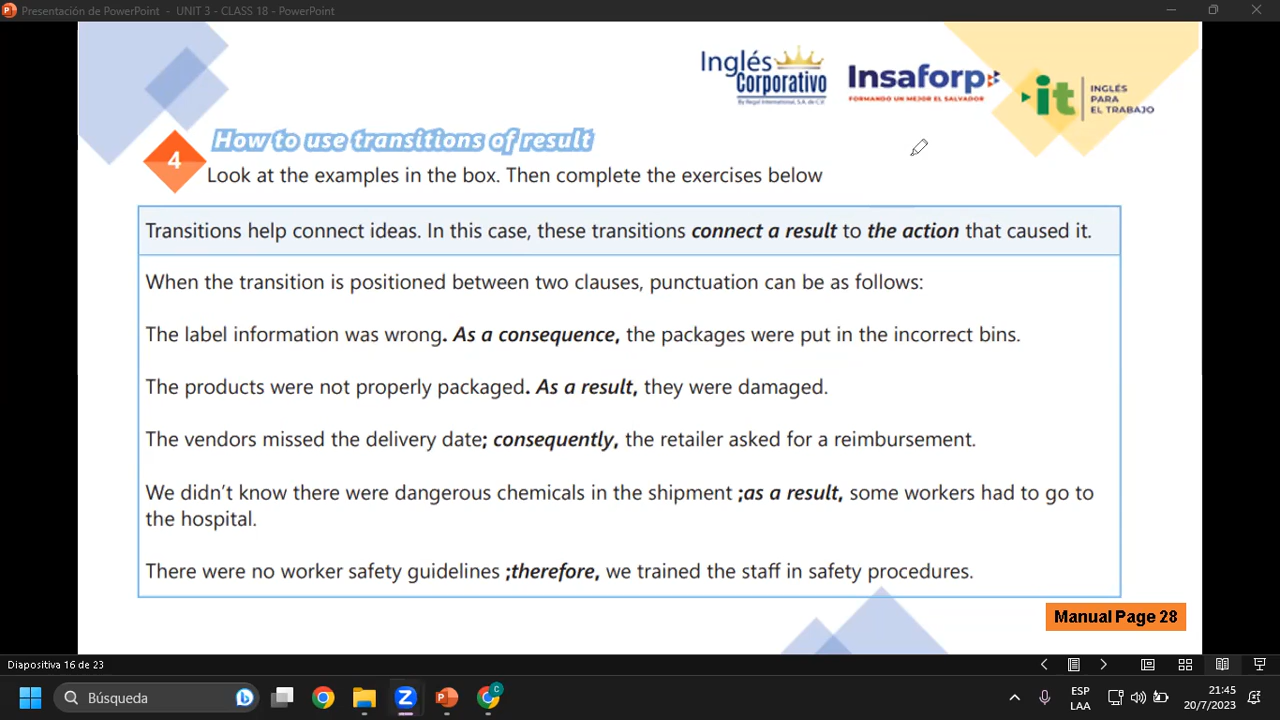 Presentación de PowerPoint - UNIT 3 - CLASS 18 - PowerPoint
Inglés
Corporativo
By Regal International, S.A. de C.V.
Insaforp
FORMANDO UN MEJOR EL SALVADOR
it
INGLÉS
PARA
EL TRABAJO
How to use transitions of result
4
Look at the examples in the box. Then complete the exercises below
Transitions help connect ideas. In this case, these transitions connect a result to the action that caused it.
When the transition is positioned between two clauses, punctuation can be as follows:
The label information was wrong. As a consequence, the packages were put in the incorrect bins.
The products were not properly packaged. As a result, they were damaged.
The vendors missed the delivery date; consequently, the retailer asked for a reimbursement.
We didn't know there were dangerous chemicals in the shipment ;as a result, some workers had to go to
the hospital.
There were no worker safety guidelines ;therefore, we trained the staff in safety procedures.
Manual Page 28
Diapositiva 16 de 23
Búsqueda
C
ESP
LAA
21:45
20/7/2023